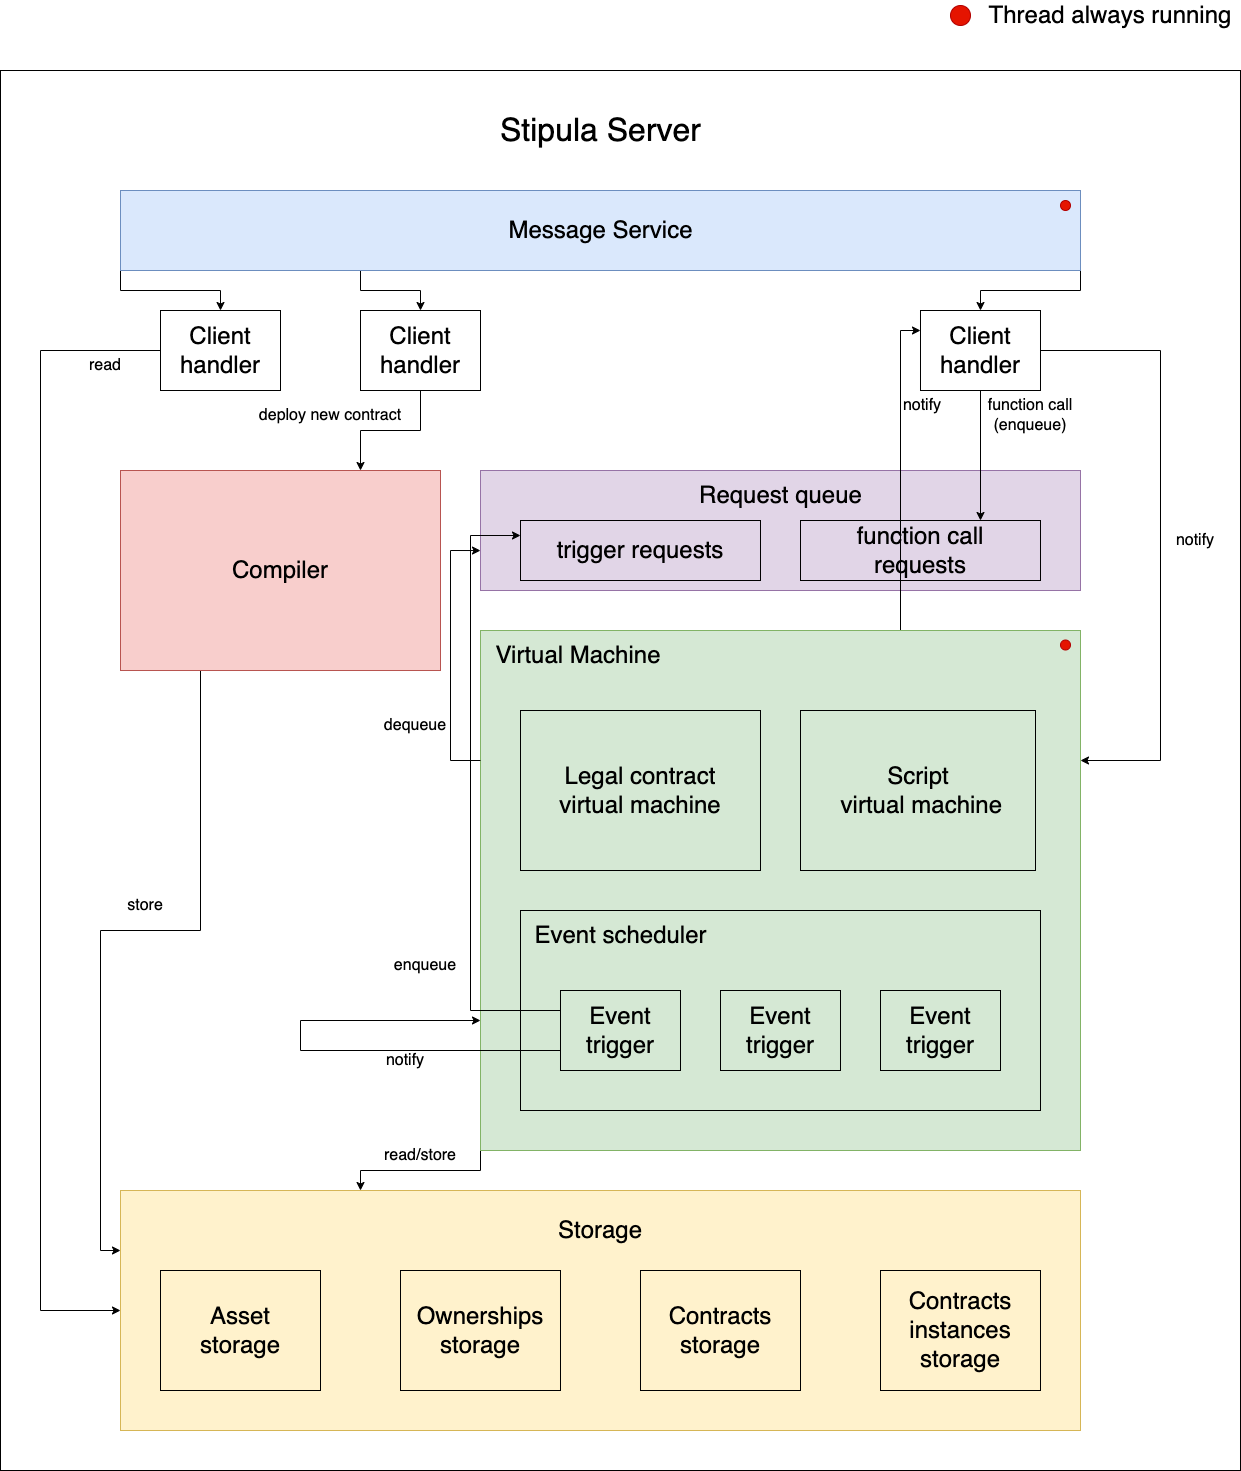 Thread always running
Stipula Server
Message Service
Client
handler
Client
handler
Client
handler
read
deploy new contract
notify
function call
(enqueue)
Request queue
trigger requests
function call
requests
notify
Compiler
Virtual Machine
dequeue
Legal contract
virtual machine
Script
virtual machine
store
Event scheduler
enqueue
Event
trigger
Event
trigger
Event
trigger
notify
read/store
Storage
Asset
storage
Ownerships
storage
Contracts
storage
Contracts
instances
storage